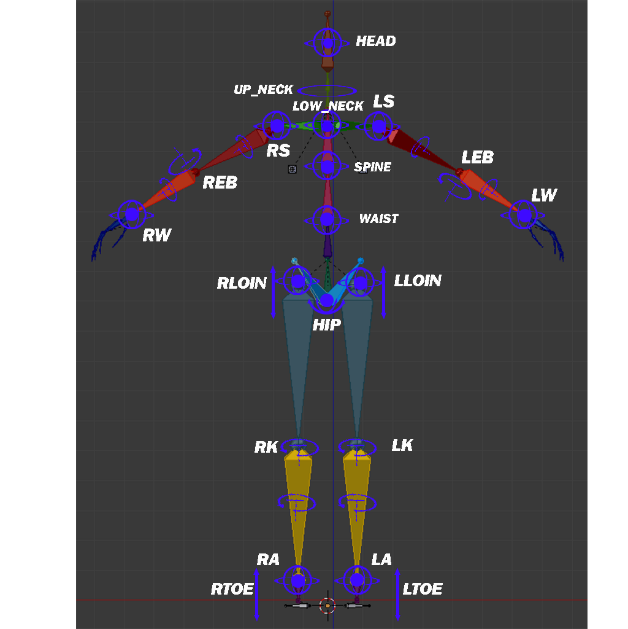 HEAD
UP_NECK
LOW_NECK
LS
RS
REB
LEB
SPINE
LW
RW
WAIST
RLOIN
LLOIN
HIP
RK
LK
RA
LA
RTOE
LTOE